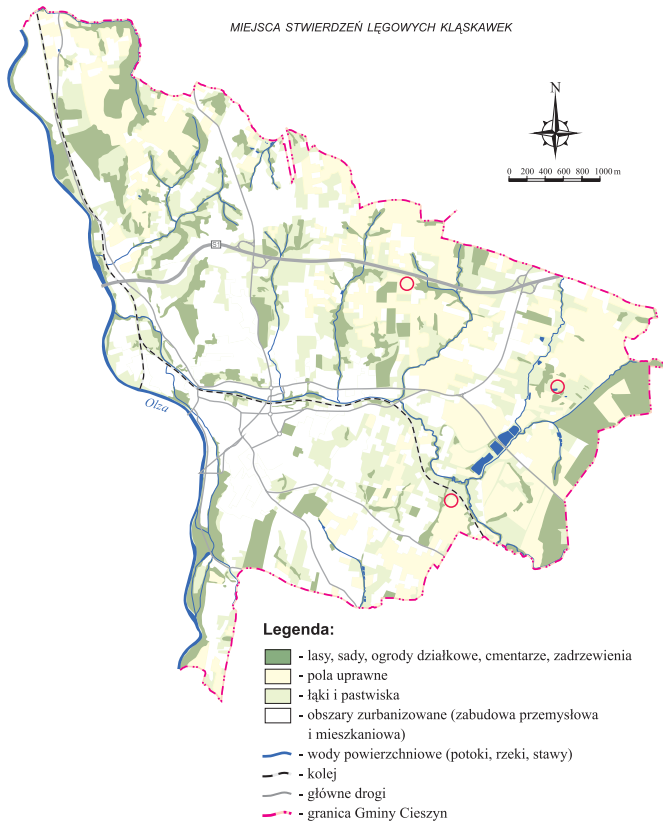 MIEJSCA STWIERDZEŃ LĘGOWYCH KLĄSKAWEK
N
0 200 400 600 800 1000 m
S1
Olza
Legenda:
- lasy, sady, ogrody działkowe, cmentarze, zadrzewienia
- pola uprawne
- łąki i pastwiska
- obszary zurbanizowane (zabudowa przemysłowa
i mieszkaniowa)
- wody powierzchniowe (potoki, rzeki, stawy)
- kolej
- główne drogi
- granica Gminy Cieszyn